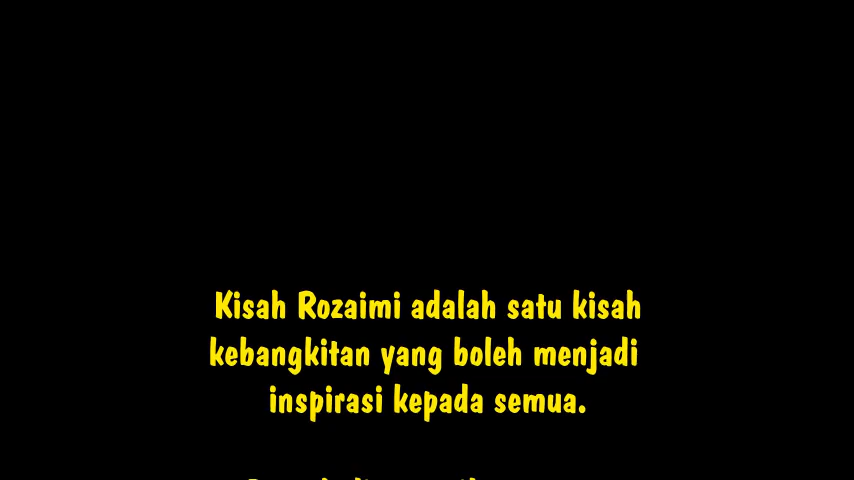 Kisah Rozaimi adalah satu kisah
kebangkitan yang boleh menjadi
inspirasi kepada semua.